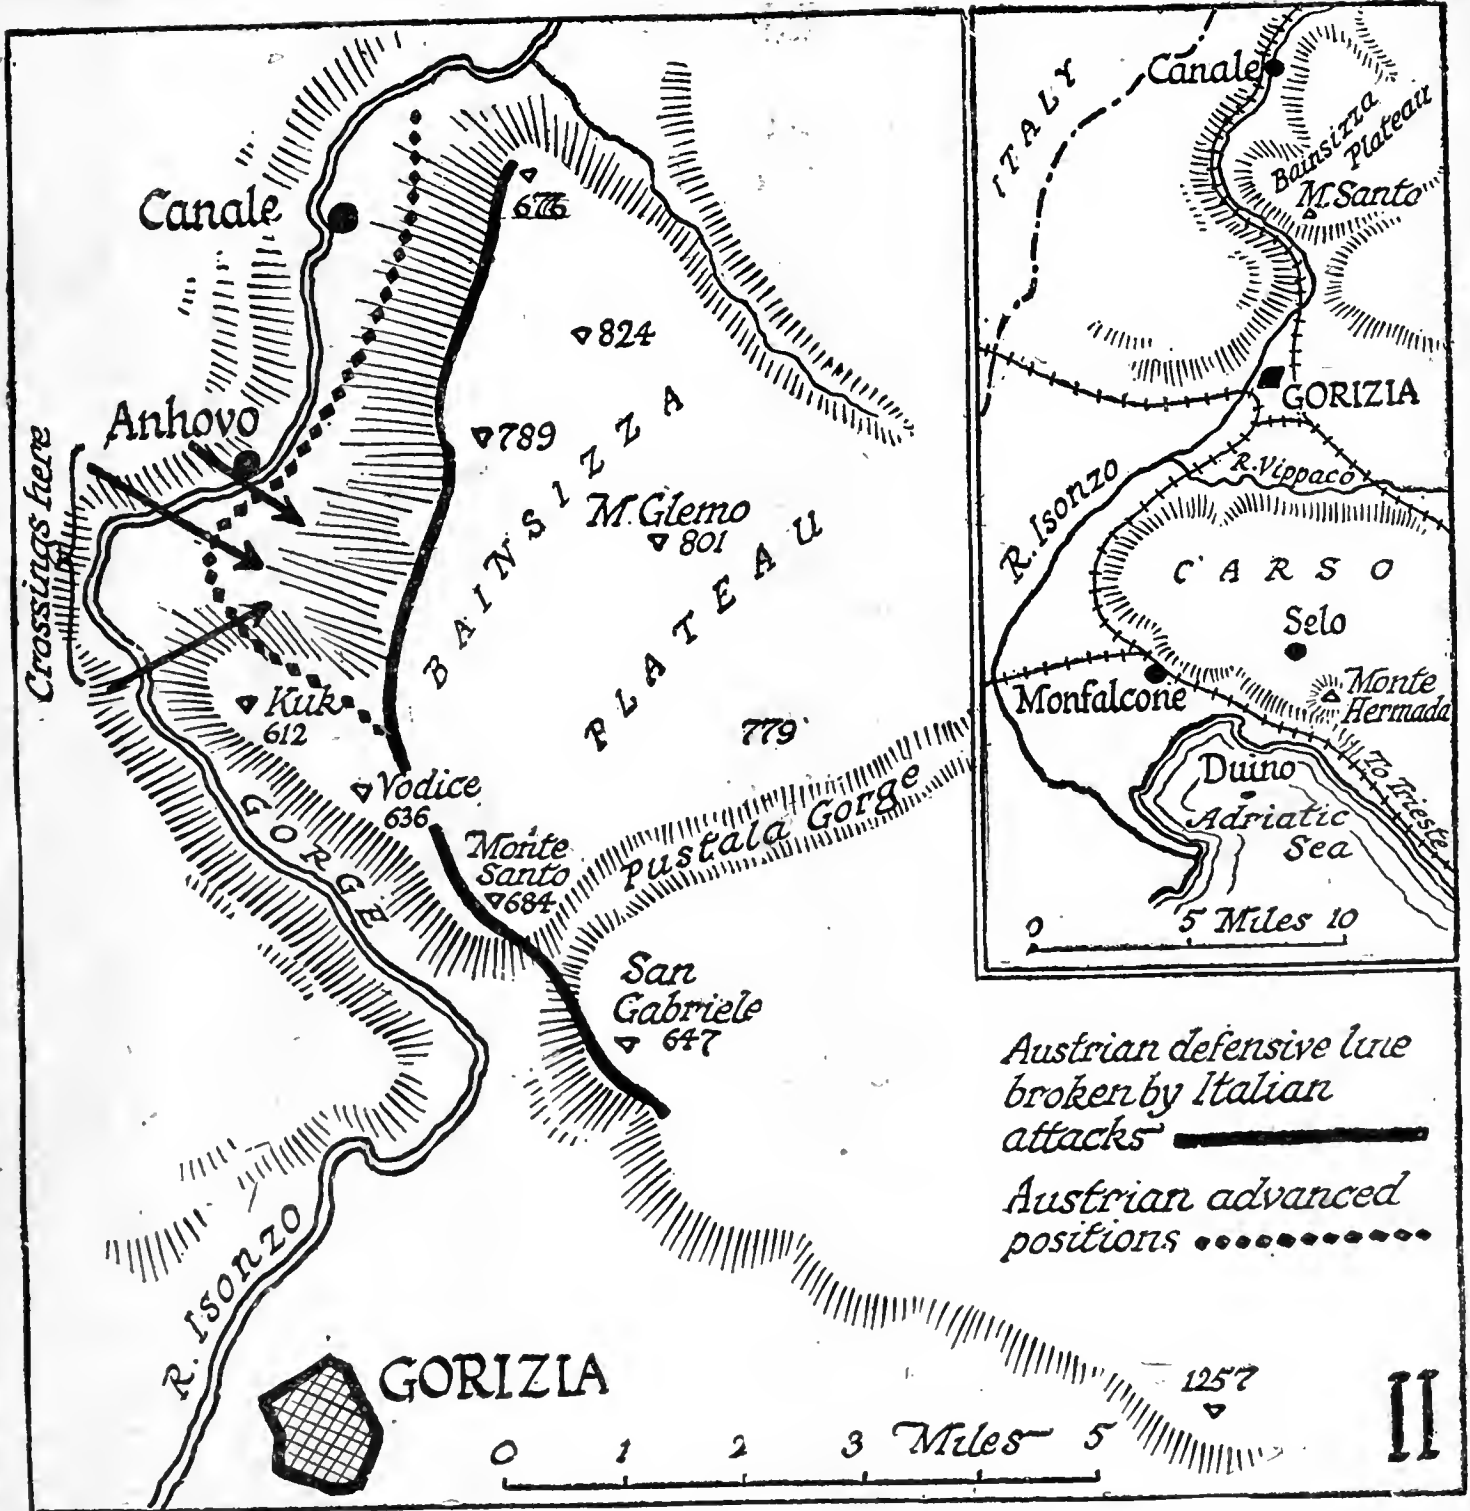 Canale
676
824
Anhovo
789
Crossings here
BAINSIZZA
PLATEAU
M. Glemo
801
Kuk
612
779
Vodice
636
GORGE
Monte
Santo
684
Pustala Gorge
San
Gabriele
647
R. Isonzo
GORIZIA
0 1 2 3 Miles 5
1257
II
ITALY
Canale
Bainsizza
Plateau
M. Santo
GORIZIA
R. Vippaco
R. Isonzo
CARSO
Selo
Monfalcone
Monte
Hermada
Duino
To Trieste
Adriatic
Sea
0 5 Miles 10
Austrian defensive line
broken by Italian
attacks
Austrian advanced
positions